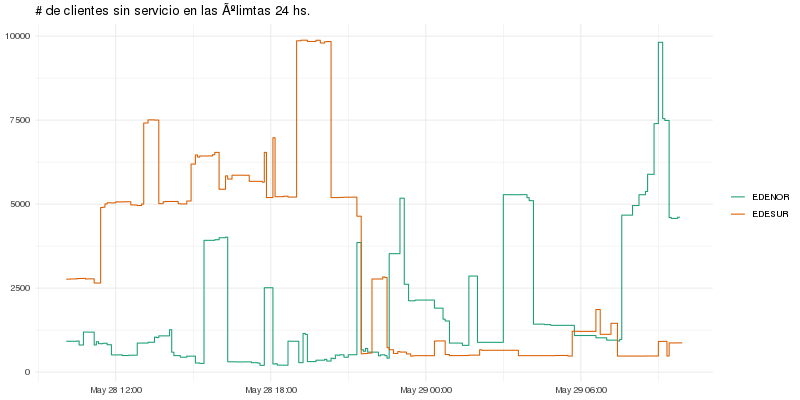 # de clientes sin servicio en las Ãºlimtas 24 hs.
10000
7500
5000
2500
0
May 28 12:00
May 28 18:00
May 29 00:00
May 29 06:00
EDENOR
EDESUR